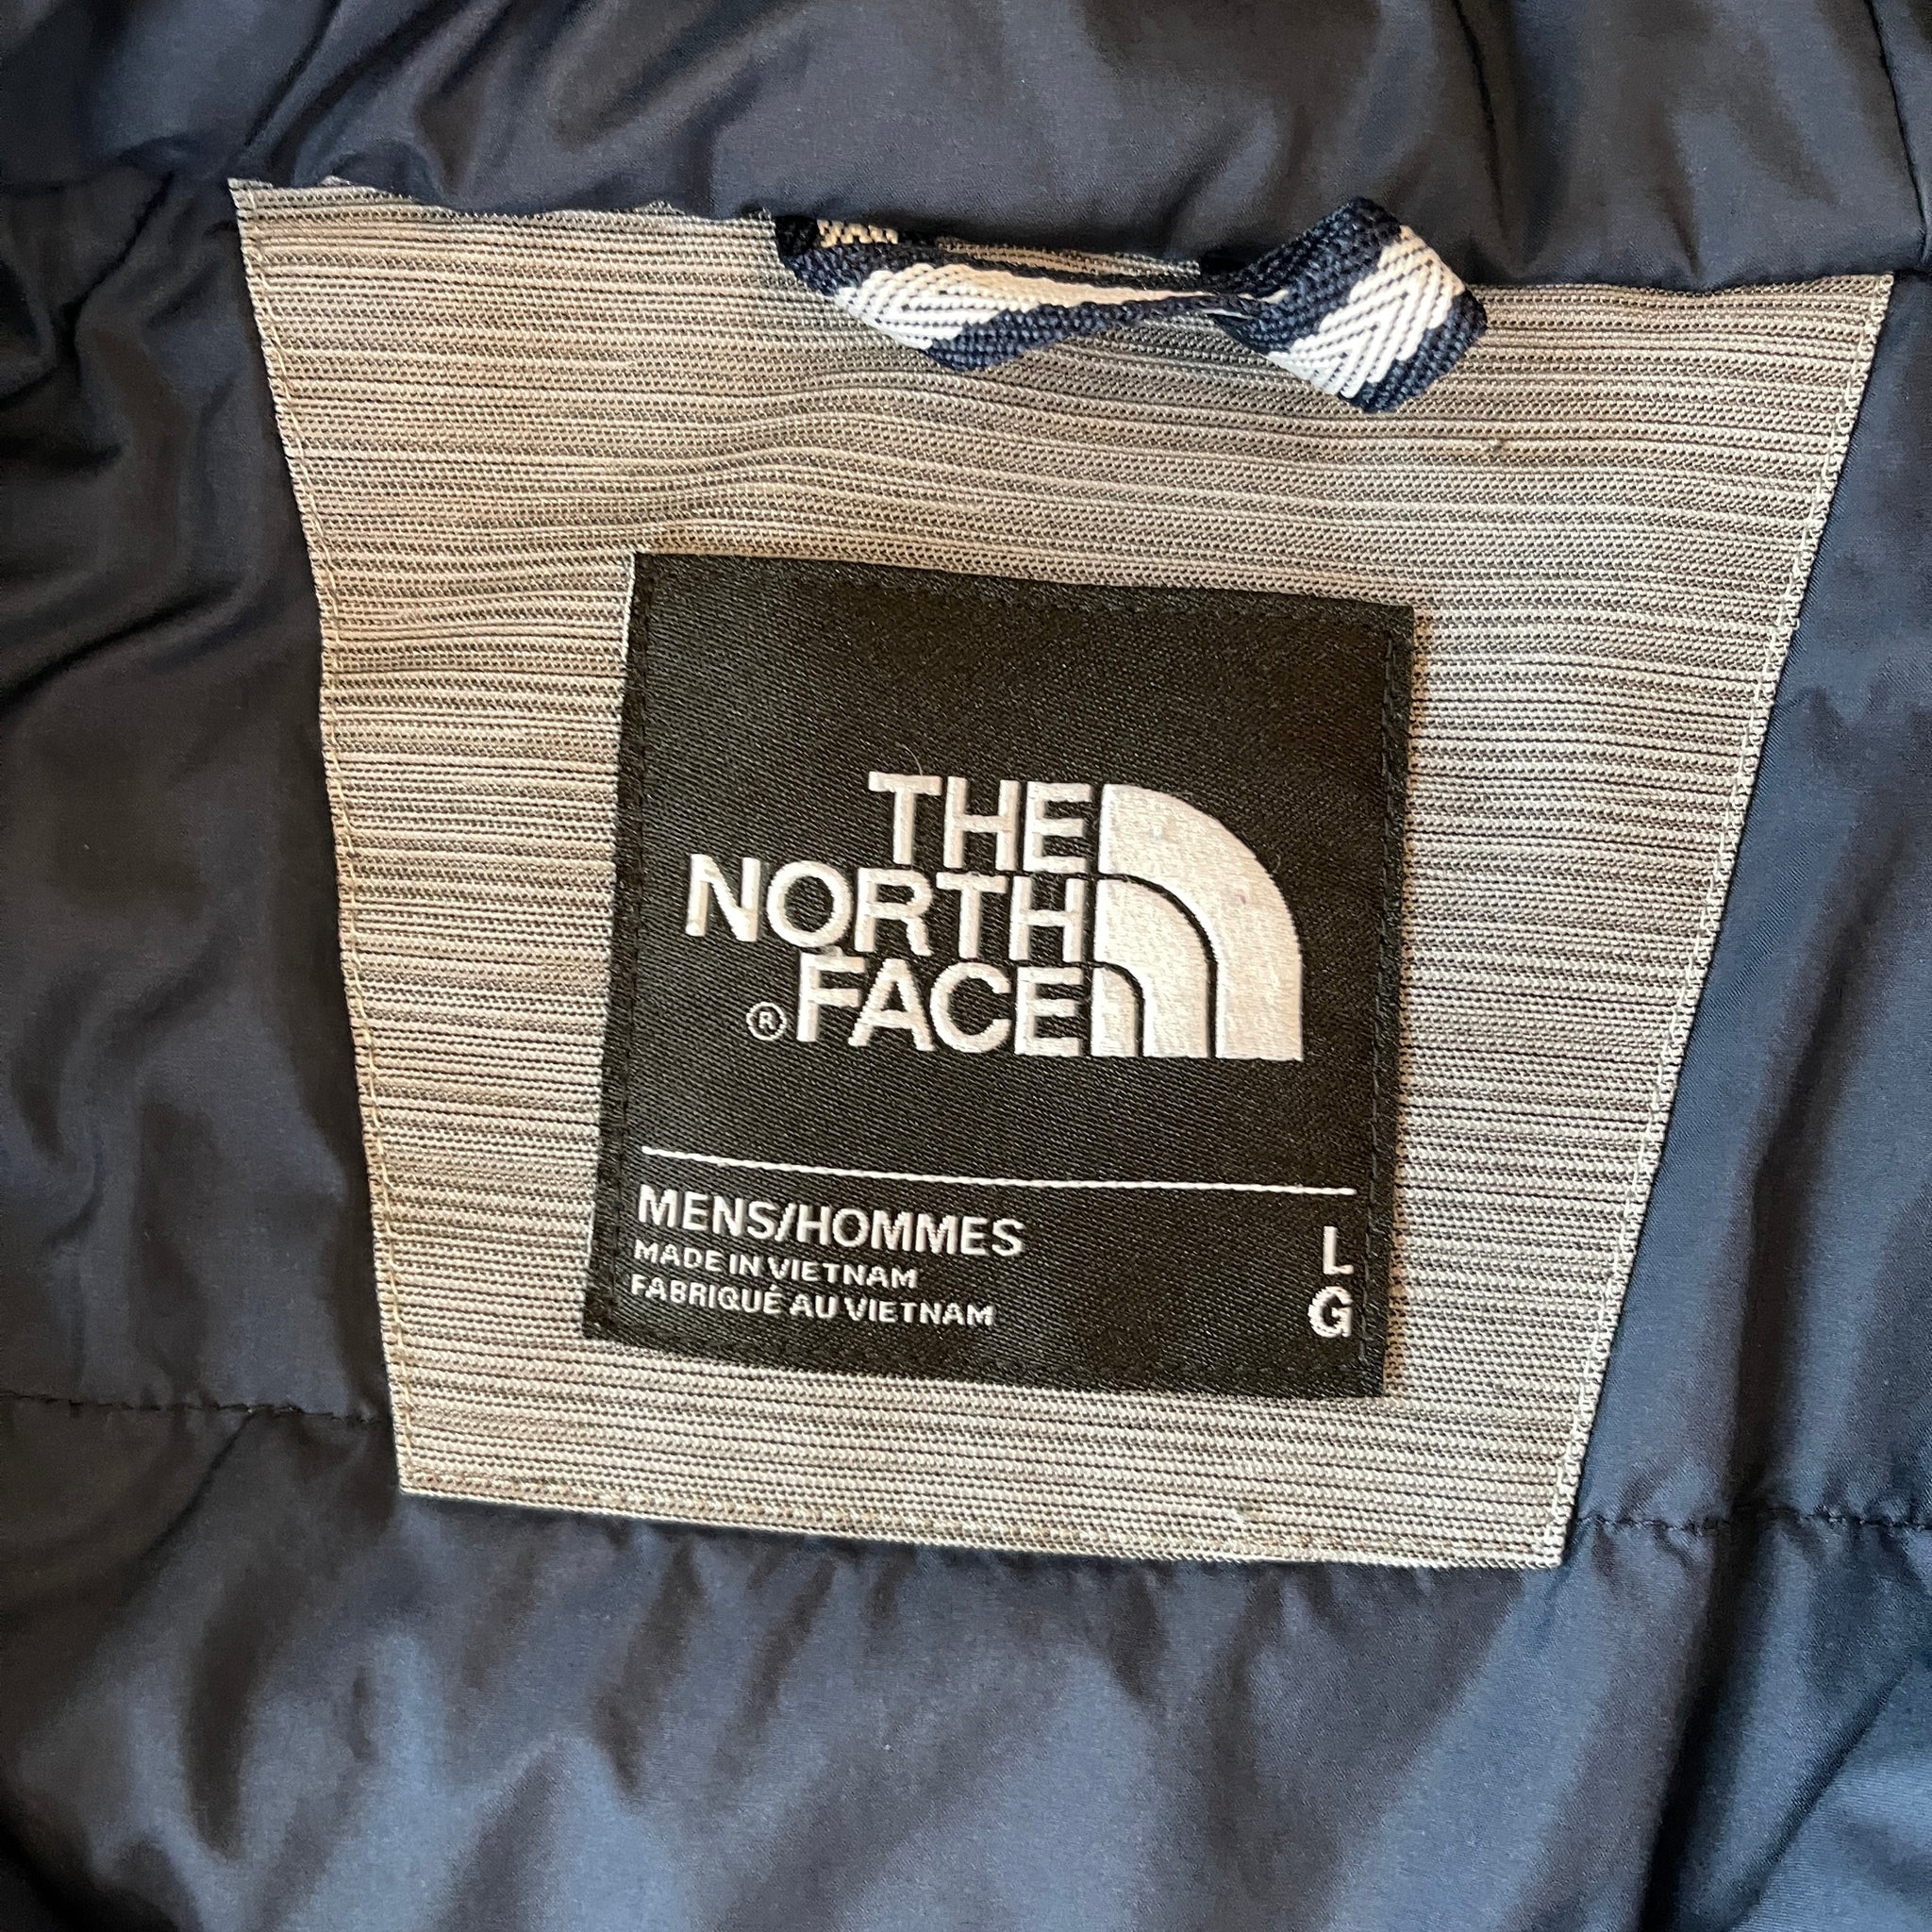 THE
NORTH
®FACE
MENS/HOMMES L
MADE IN VIETNAM
FABRIQUÉ AU VIETNAM G